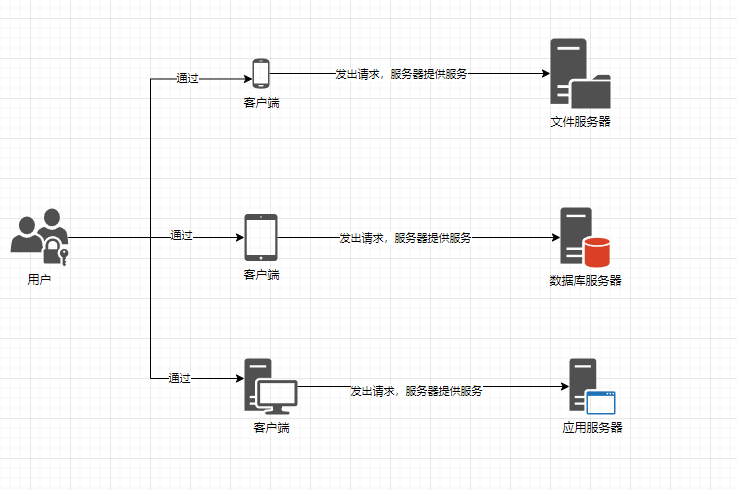 通过
发出请求，服务器提供服务
客户端
文件服务器
通过
发出请求，服务器提供服务
用户
客户端
数据库服务器
通过
发出请求，服务器提供服务
客户端
应用服务器